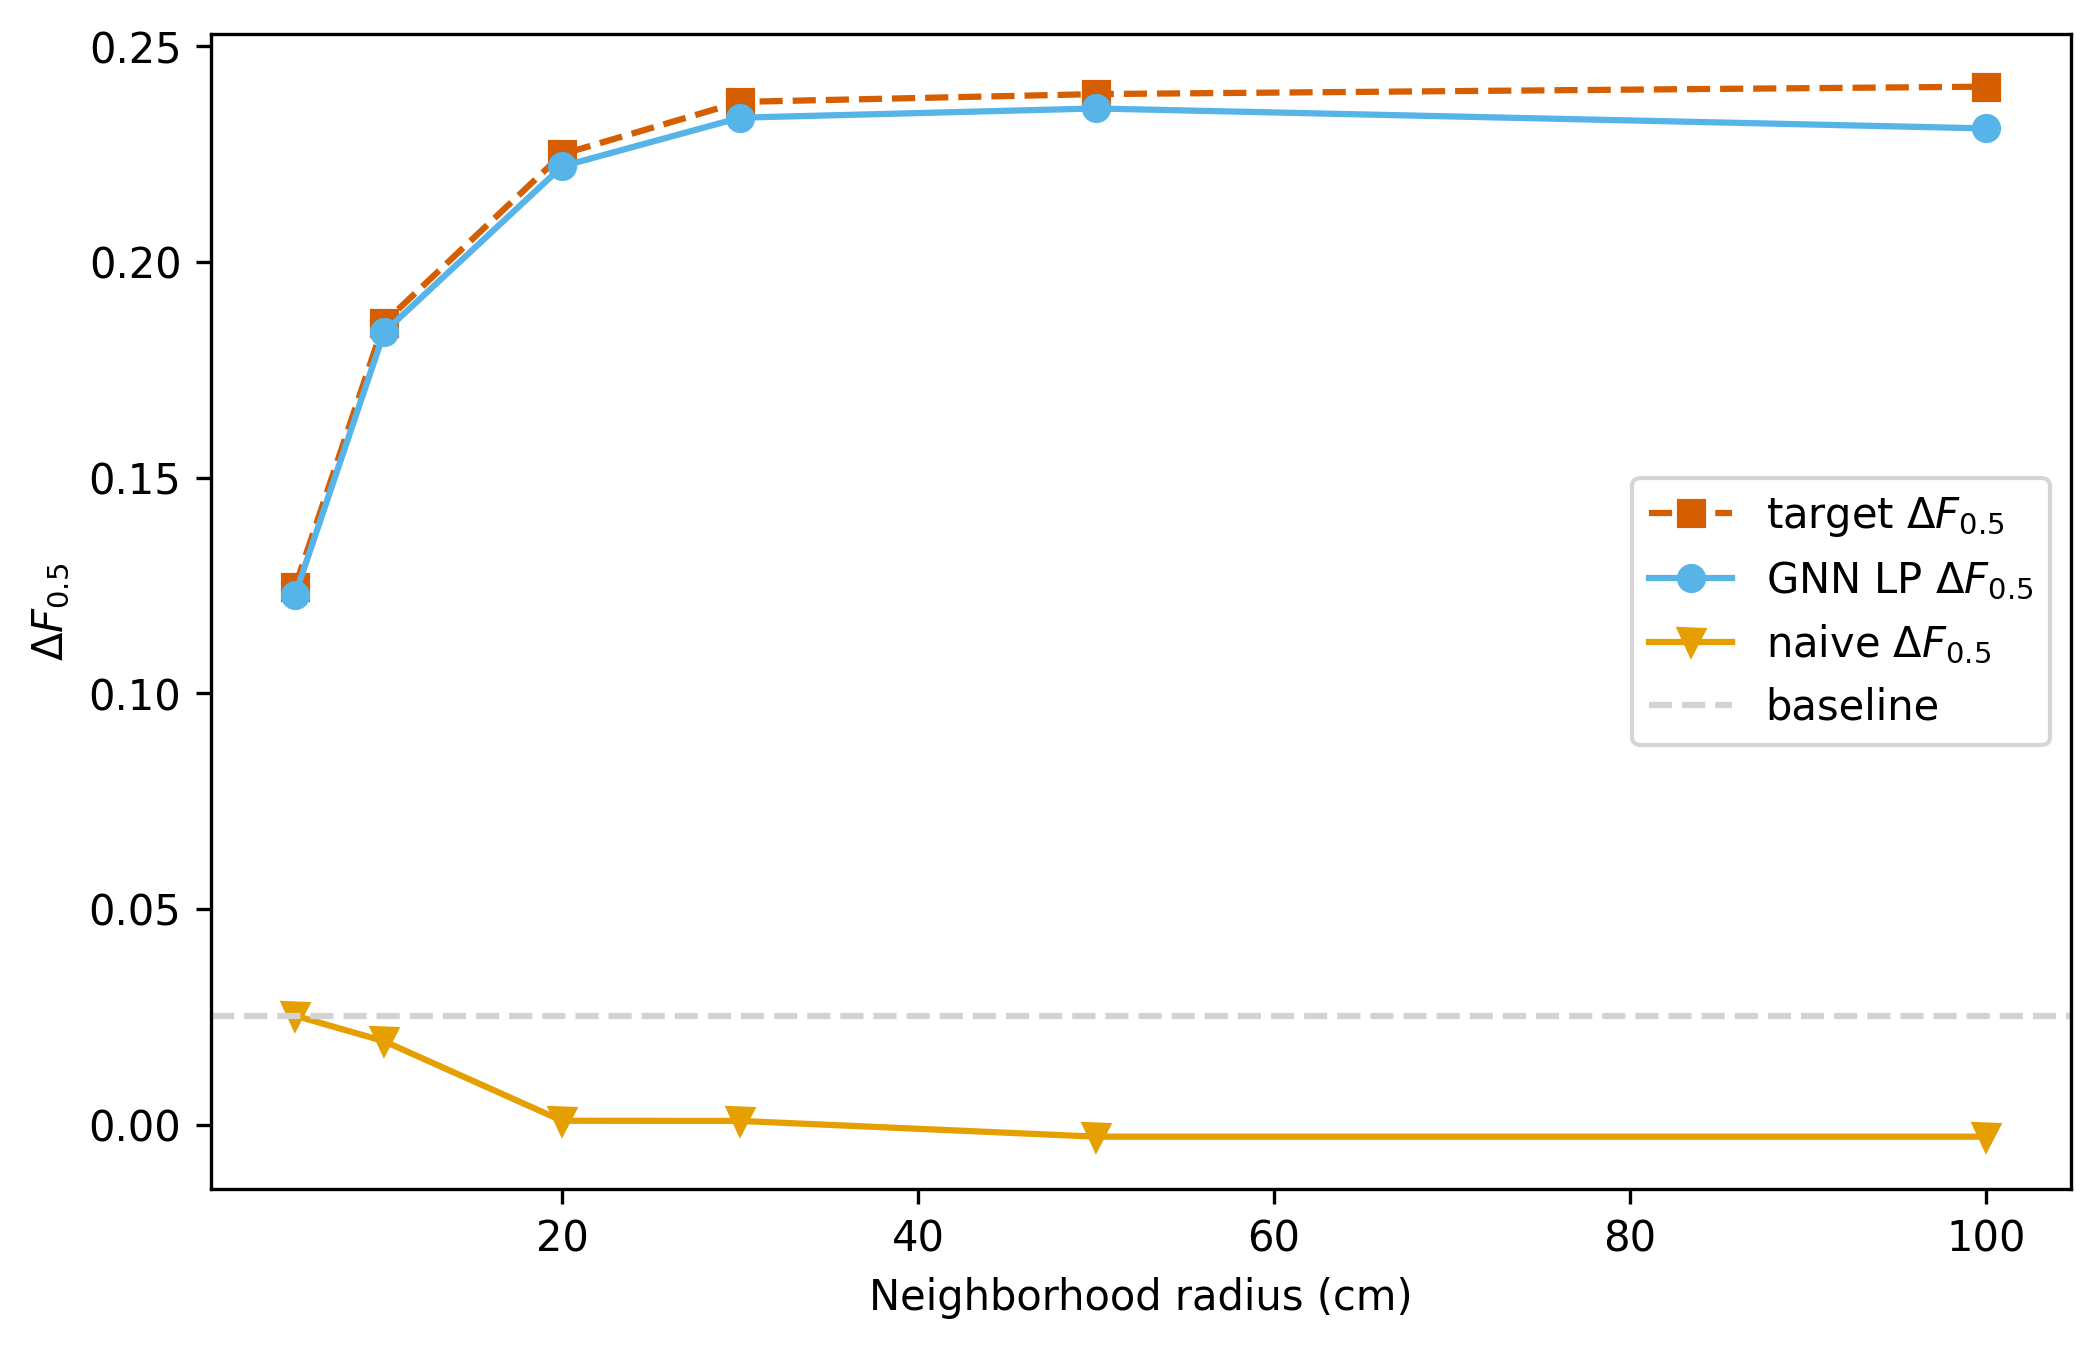 0.25
0.20
0.15
0.10
0.05
0.00
ΔF0.5
target ΔF0.5
GNN LP ΔF0.5
naive ΔF0.5
baseline
20 40 60 80 100
Neighborhood radius (cm)